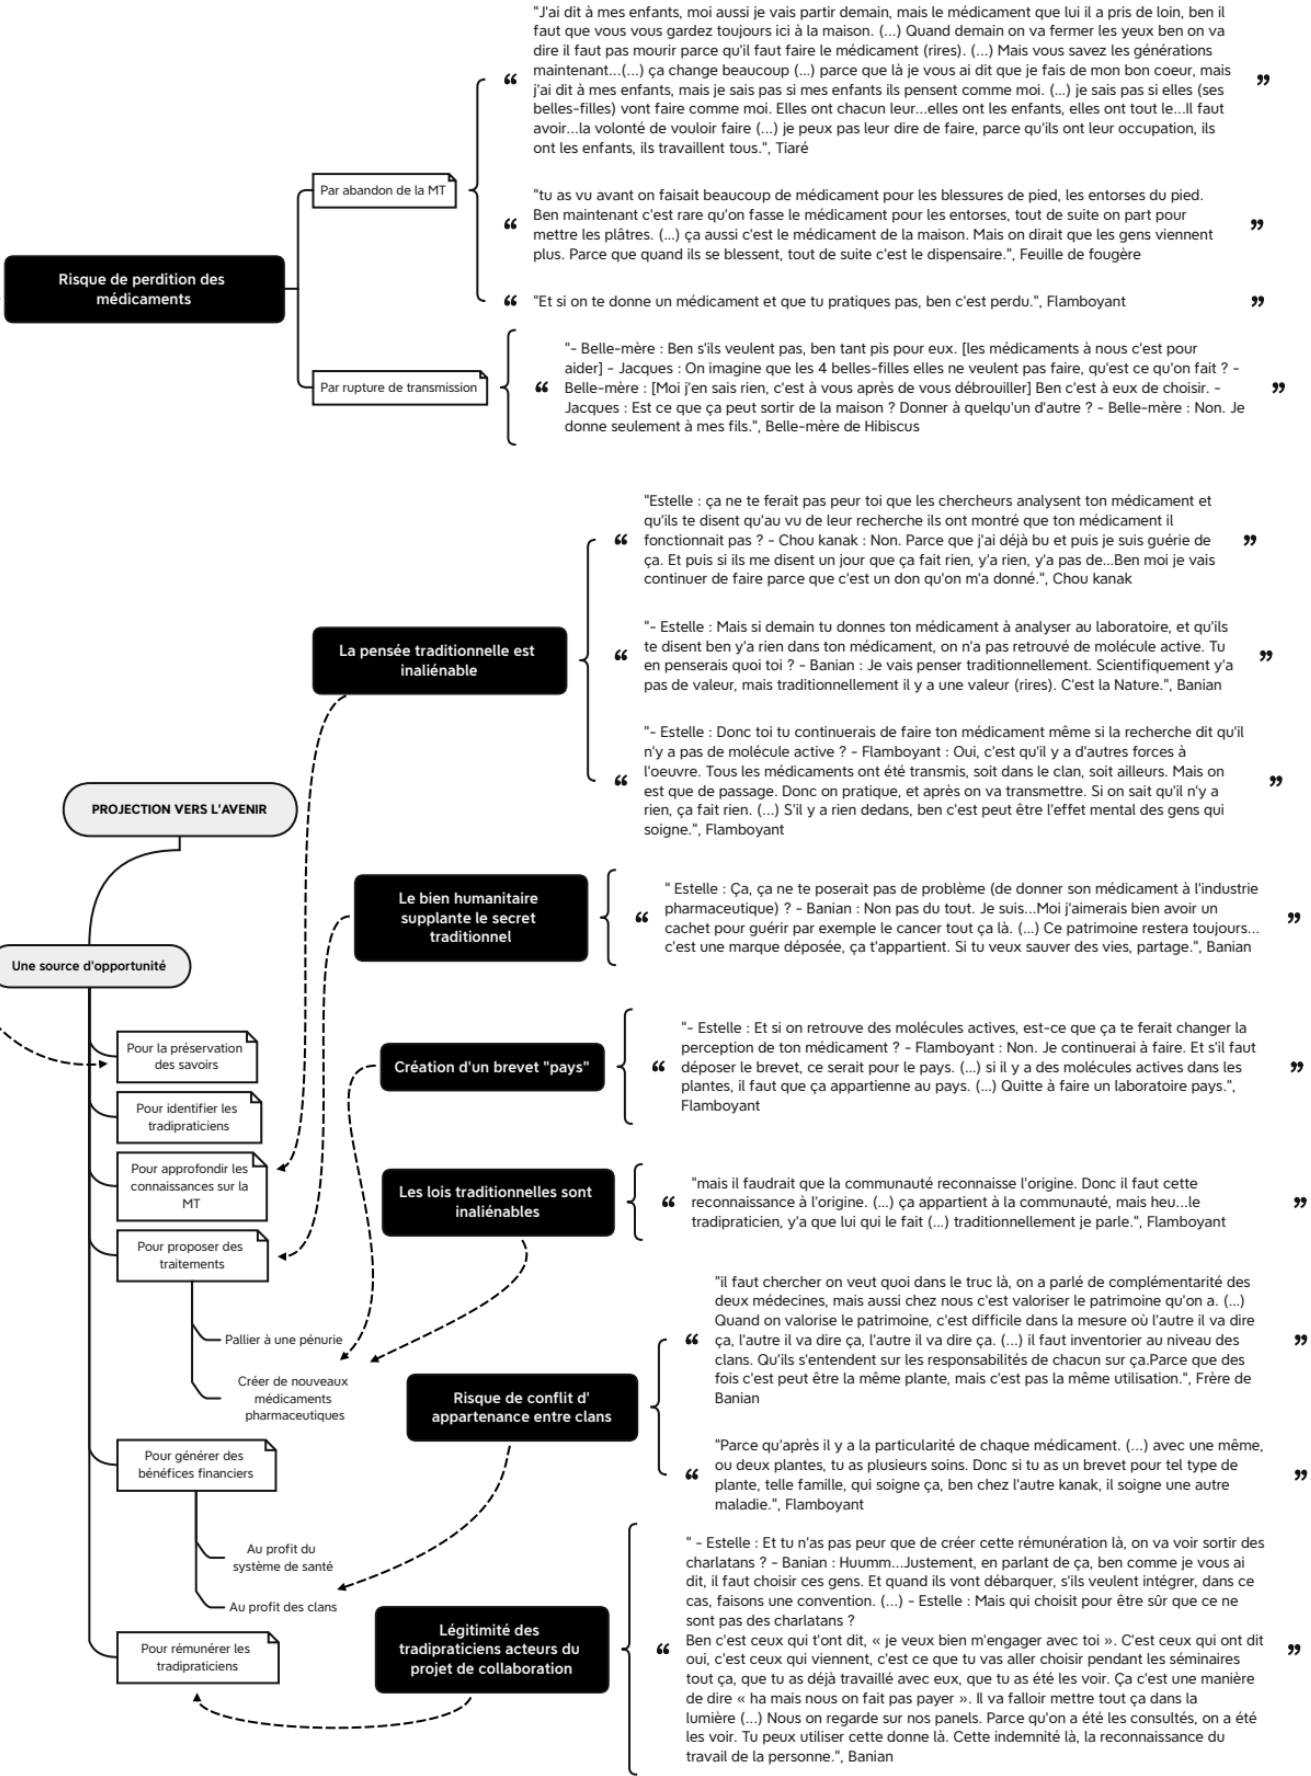 "J'ai dit à mes enfants, moi aussi je vais partir demain, mais le médicament que lui il a pris de loin, ben il
faut que vous vous gardez toujours ici à la maison. (...) Quand demain on va fermer les yeux ben on va
dire il faut pas mourir parce qu'il faut faire le médicament (rires). (...) Mais vous savez les générations
maintenant...(...) ça change beaucoup (...) parce que là je vous ai dit que je fais de mon bon coeur, mais
j'ai dit à mes enfants, mais je sais pas si mes enfants ils pensent comme moi. (...) je sais pas si elles (ses
belles-filles) vont faire comme moi. Elles ont chacun leur...elles ont les enfants, elles ont tout le...Il faut
avoir...la volonté de vouloir faire (...) je peux pas leur dire de faire, parce qu'ils ont leur occupation, ils
ont les enfants, ils travaillent tous.", Tiaré
Par abandon de la MT
"tu as vu avant on faisait beaucoup de médicament pour les blessures de pied, les entorses du pied.
Ben maintenant c'est rare qu'on fasse le médicament pour les entorses, tout de suite on part pour
mettre les plâtres. (...) ça aussi c'est le médicament de la maison. Mais on dirait que les gens viennent
plus. Parce que quand ils se blessent, tout de suite c'est le dispensaire.", Feuille de fougère
Risque de perdition des
médicaments
"Et si on te donne un médicament et que tu pratiques pas, ben c'est perdu.", Flamboyant
Par rupture de transmission
"- Belle-mère : Ben s'ils veulent pas, ben tant pis pour eux. [les médicaments à nous c'est pour
aider] - Jacques : On imagine que les 4 belles-filles elles ne veulent pas faire, qu'est ce qu'on fait ? -
Belle-mère : [Moi j'en sais rien, c'est à vous après de vous débrouiller] Ben c'est à eux de choisir. -
Jacques : Est ce que ça peut sortir de la maison ? Donner à quelqu'un d'autre ? - Belle-mère : Non. Je
donne seulement à mes fils.", Belle-mère de Hibiscus
"Estelle : ça ne te ferait pas peur toi que les chercheurs analysent ton médicament et
qu'ils te disent qu'au vu de leur recherche ils ont montré que ton médicament il
fonctionnait pas ? - Chou kanak : Non. Parce que j'ai déjà bu et puis je suis guérie de
ça. Et puis si ils me disent un jour que ça fait rien, y'a rien, y'a pas de...Ben moi je vais
continuer de faire parce que c'est un don qu'on m'a donné.", Chou kanak
La pensée traditionnelle est
inaliénable
"- Estelle : Mais si demain tu donnes ton médicament à analyser au laboratoire, et qu'ils
te disent ben y'a rien dans ton médicament, on n'a pas retrouvé de molécule active. Tu
en penserais quoi toi ? - Banian : Je vais penser traditionnellement. Scientifiquement y'a
pas de valeur, mais traditionnellement il y a une valeur (rires). C'est la Nature.", Banian
"- Estelle : Donc toi tu continuerais de faire ton médicament même si la recherche dit qu'il
n'y a pas de molécule active ? - Flamboyant : Oui, c'est qu'il y a d'autres forces à
l'oeuvre. Tous les médicaments ont été transmis, soit dans le clan, soit ailleurs. Mais on
est que de passage. Donc on pratique, et après on va transmettre. Si on sait qu'il n'y a
rien, ça fait rien. (...) S'il y a rien dedans, ben c'est peut être l'effet mental des gens qui
soigne.", Flamboyant
PROJECTION VERS L'AVENIR
Le bien humanitaire
supplante le secret
traditionnel
" Estelle : Ça, ça ne te poserait pas de problème (de donner son médicament à l'industrie
pharmaceutique) ? - Banian : Non pas du tout. Je suis...Moi j'aimerais bien avoir un
cachet pour guérir par exemple le cancer tout ça là. (...) Ce patrimoine restera toujours...
c'est une marque déposée, ça t'appartient. Si tu veux sauver des vies, partage.", Banian
Une source d'opportunité
Pour la préservation
des savoirs
Création d'un brevet "pays"
"- Estelle : Et si on retrouve des molécules actives, est-ce que ça te ferait changer la
perception de ton médicament ? - Flamboyant : Non. Je continuerai à faire. Et s'il faut
déposer le brevet, ce serait pour le pays. (...) si il y a des molécules actives dans les
plantes, il faut que ça appartienne au pays. (...) Quitte à faire un laboratoire pays.",
Flamboyant
Pour identifier les
tradipraticiens
Pour approfondir les
connaissances sur la
MT
Les lois traditionnelles sont
inaliénables
"mais il faudrait que la communauté reconnaisse l'origine. Donc il faut cette
reconnaissance à l'origine. (...) ça appartient à la communauté, mais heu...le
tradipraticien, y'a que lui qui le fait (...) traditionnellement je parle.", Flamboyant
Pour proposer des
traitements
Pallier à une pénurie
Créer de nouveaux
médicaments
pharmaceutiques
Risque de conflit d'
appartenance entre clans
"il faut chercher on veut quoi dans le truc là, on a parlé de complémentarité des
deux médecines, mais aussi chez nous c'est valoriser le patrimoine qu'on a. (...)
Quand on valorise le patrimoine, c'est difficile dans la mesure où l'autre il va dire
ça, l'autre il va dire ça, l'autre il va dire ça. (...) il faut inventorier au niveau des
clans. Qu'ils s'entendent sur les responsabilités de chacun sur ça.Parce que des
fois c'est peut être la même plante, mais c'est pas la même utilisation.", Frère de
Banian
"Parce qu'après il y a la particularité de chaque médicament. (...) avec une même,
ou deux plantes, tu as plusieurs soins. Donc si tu as un brevet pour tel type de
plante, telle famille, qui soigne ça, ben chez l'autre kanak, il soigne une autre
maladie.", Flamboyant
Pour générer des
bénéfices financiers
Au profit du
système de santé
Au profit des clans
Pour rémunérer les
tradipraticiens
Légitimité des
tradipraticiens acteurs du
projet de collaboration
" - Estelle : Et tu n'as pas peur que de créer cette rémunération là, on va voir sortir des
charlatans ? - Banian : Huumm...Justement, en parlant de ça, ben comme je vous ai
dit, il faut choisir ces gens. Et quand ils vont débarquer, s'ils veulent intégrer, dans ce
cas, faisons une convention. (...) - Estelle : Mais qui choisit pour être sûr que ce ne
sont pas des charlatans ?
Ben c'est ceux qui t'ont dit, « je veux bien m'engager avec toi ». C'est ceux qui ont dit
oui, c'est ceux qui viennent, c'est ce que tu vas aller choisir pendant les séminaires
tout ça, que tu as déjà travaillé avec eux, que tu as été les voir. Ça c'est une manière
de dire « ha mais nous on fait pas payer ». Il va falloir mettre tout ça dans la
lumière (...) Nous on regarde sur nos panels. Parce qu'on a été les consultés, on a été
les voir. Tu peux utiliser cette donne là. Cette indemnité là, la reconnaissance du
travail de la personne.", Banian